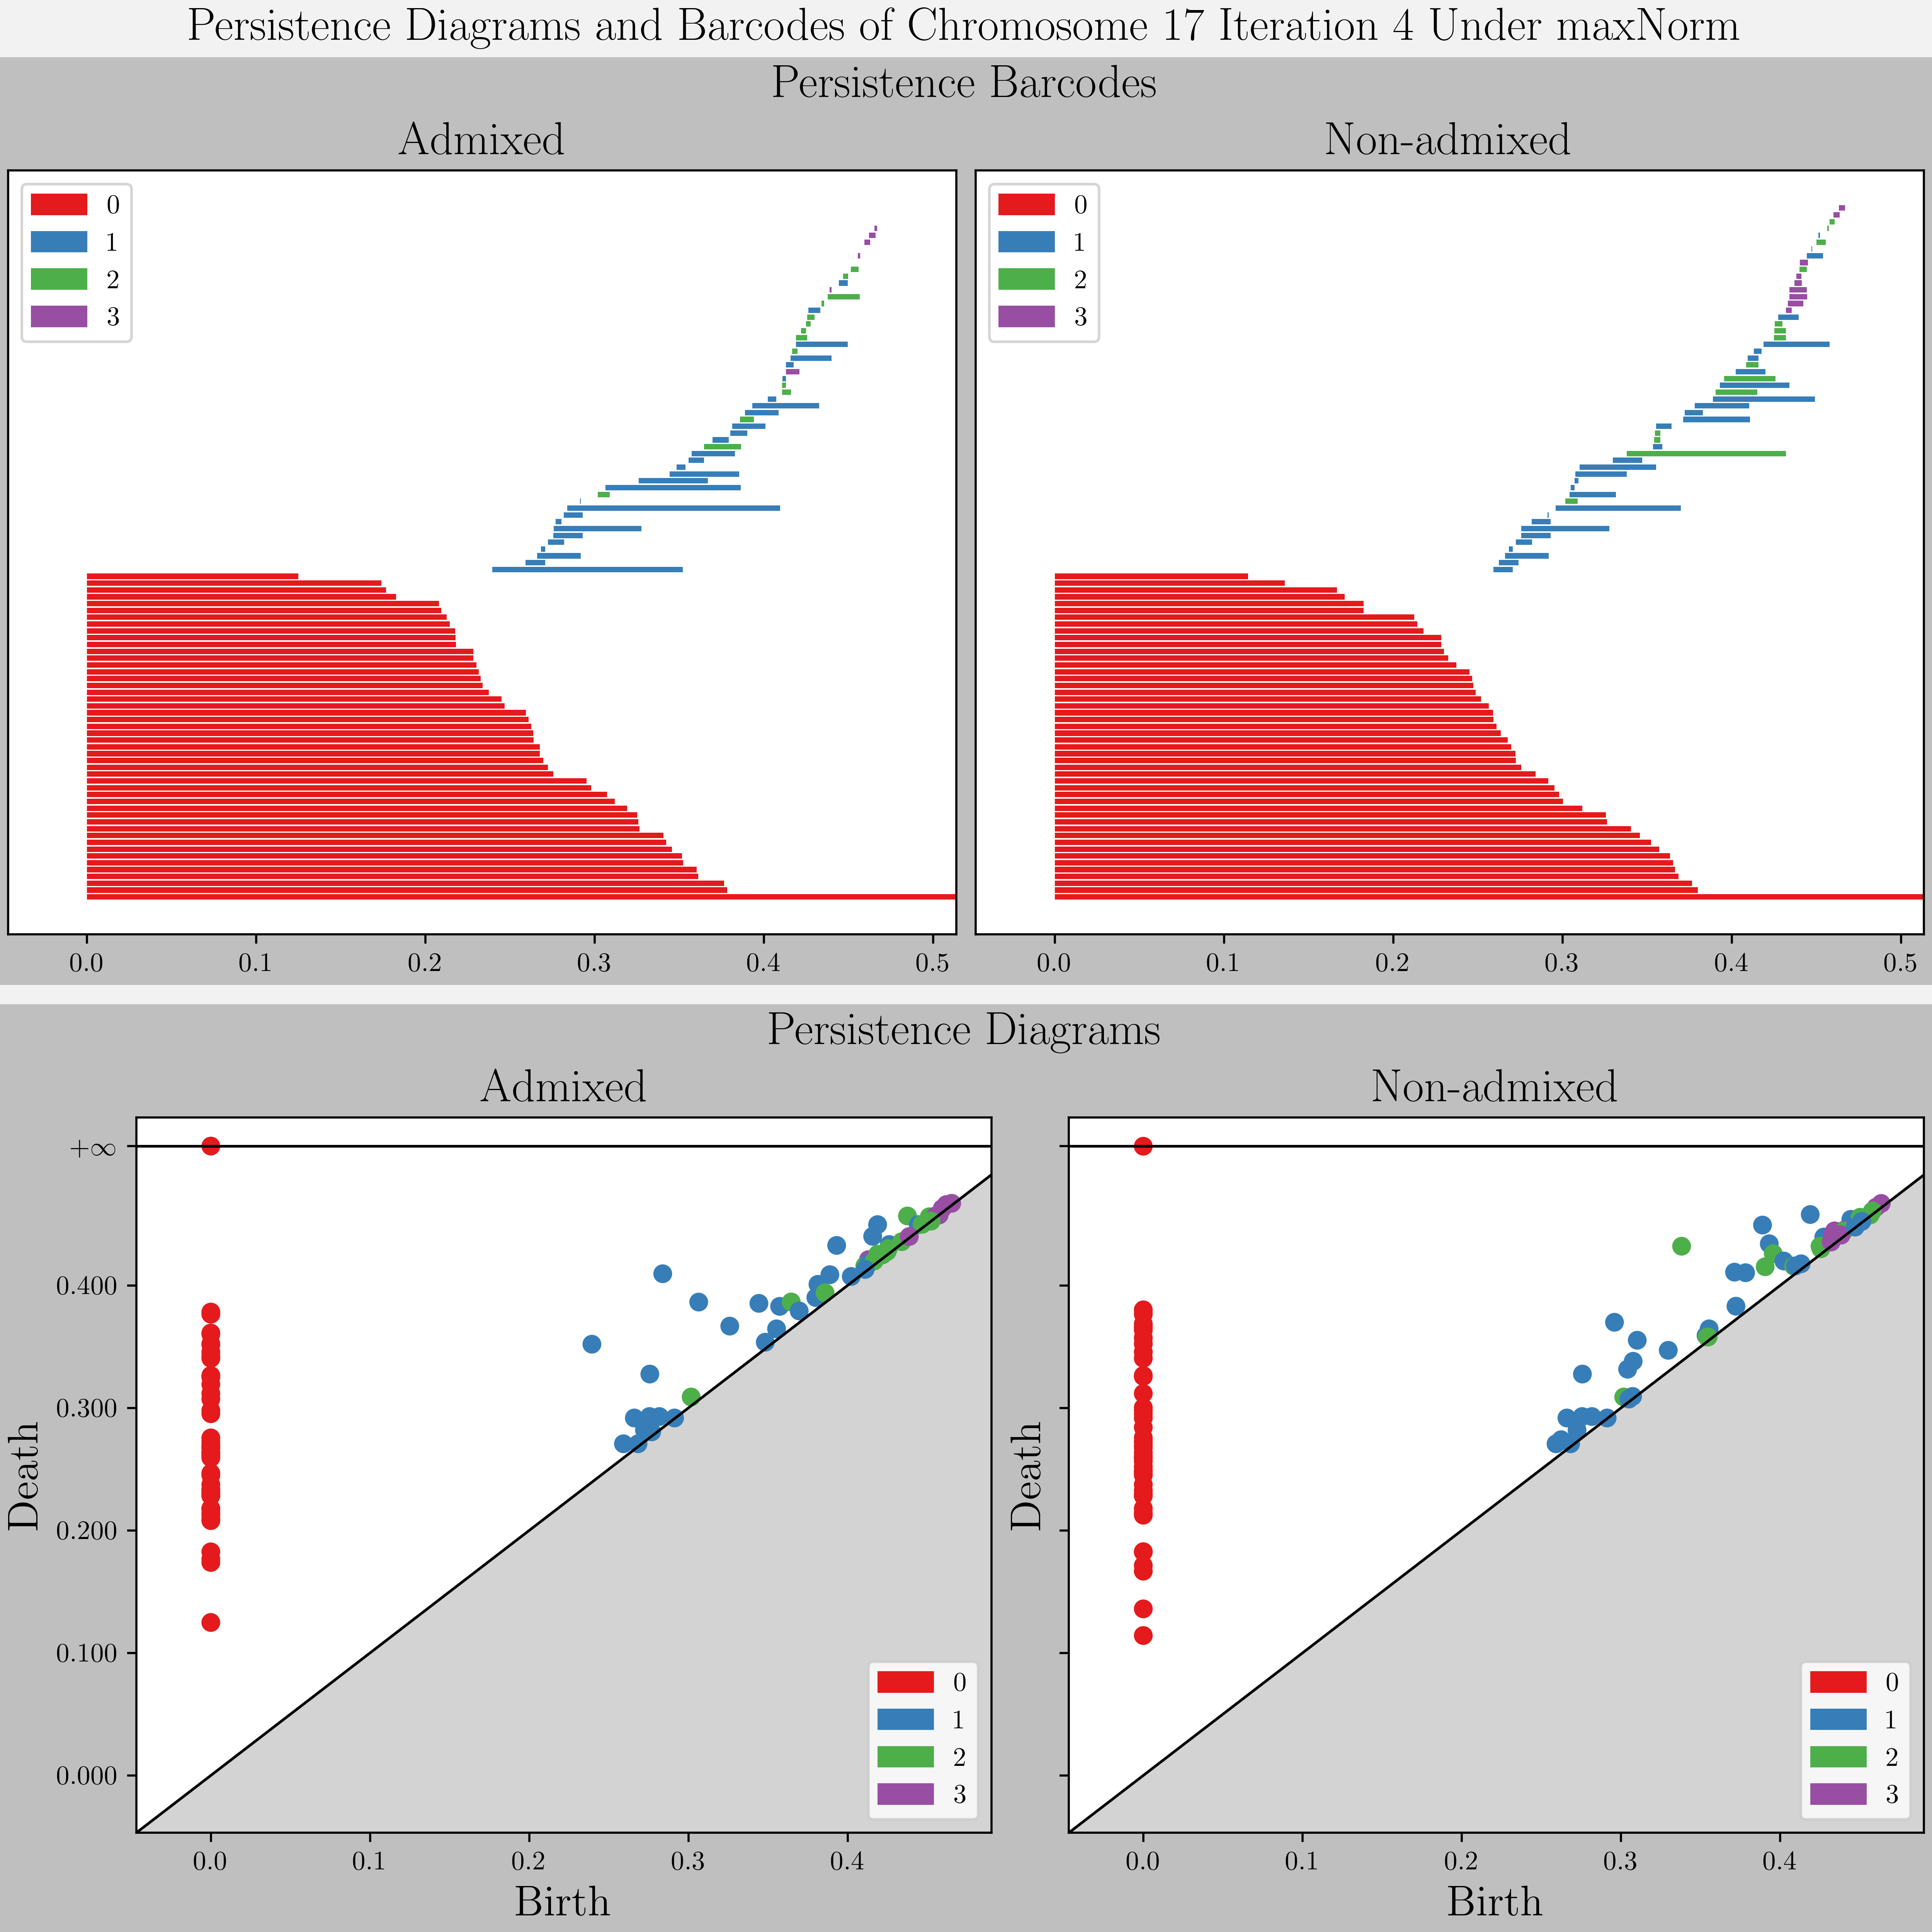 Persistence Diagrams and Barcodes of Chromosome 17 Iteration 4 Under maxNorm
Persistence Barcodes
Admixed
Non-admixed
0
1
2
3
0
1
2
3
0.0 0.1 0.2 0.3 0.4 0.5
0.0 0.1 0.2 0.3 0.4 0.5
Persistence Diagrams
Admixed
Non-admixed
+∞
0.400
0.300
0.200
0.100
0.000
Death
Death
0
1
2
3
0
1
2
3
0.0 0.1 0.2 0.3 0.4
0.0 0.1 0.2 0.3 0.4
Birth
Birth